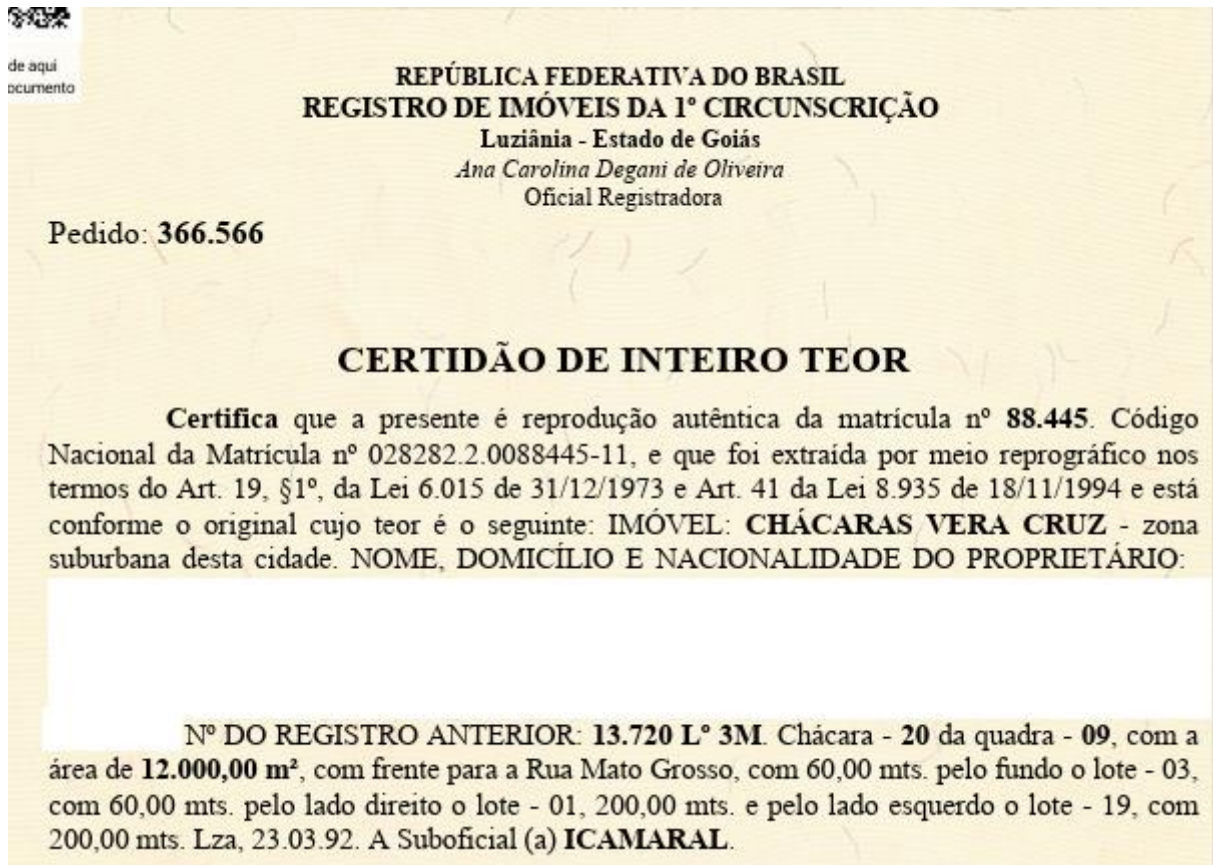 de aqui
ocumento
REPÚBLICA FEDERATIVA DO BRASIL
REGISTRO DE IMÓVEIS DA 1º CIRCUNSCRIÇÃO
Luziânia - Estado de Goiás
Ana Carolina Degani de Oliveira
Oficial Registradora
Pedido: 366.566
CERTIDÃO DE INTEIRO TEOR
Certifica que a presente é reprodução autêntica da matrícula nº 88.445. Código
Nacional da Matrícula nº 028282.2.0088445-11, e que foi extraída por meio reprográfico nos
termos do Art. 19, §1º, da Lei 6.015 de 31/12/1973 e Art. 41 da Lei 8.935 de 18/11/1994 e está
conforme o original cujo teor é o seguinte: IMÓVEL: CHÁCARAS VERA CRUZ - zona
suburbana desta cidade. NOME, DOMICÍLIO E NACIONALIDADE DO PROPRIETÁRIO:
Nº DO REGISTRO ANTERIOR: 13.720 Lº 3M. Chácara - 20 da quadra - 09, com a
área de 12.000,00 m², com frente para a Rua Mato Grosso, com 60,00 mts. pelo fundo o lote - 03,
com 60,00 mts. pelo lado direito o lote - 01, 200,00 mts. e pelo lado esquerdo o lote - 19, com
200,00 mts. Lza, 23.03.92. A Suboficial (a) ICAMARAL.